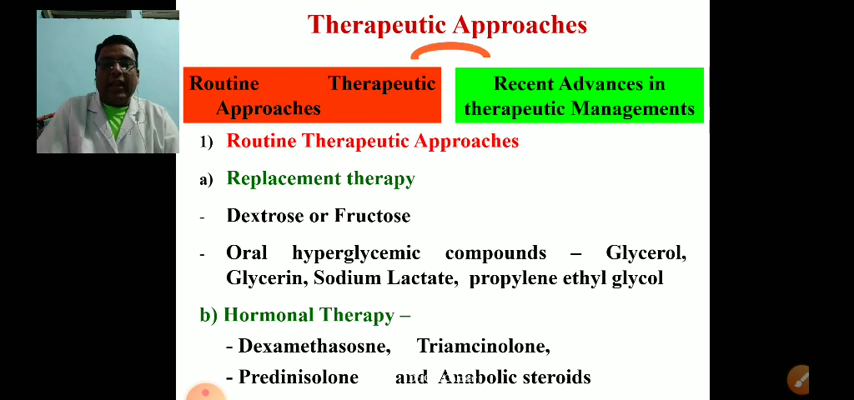 Therapeutic Approaches
Routine Therapeutic
Approaches
Recent Advances in
therapeutic Managements
1) Routine Therapeutic Approaches
a) Replacement therapy
- Dextrose or Fructose
- Oral hyperglycemic compounds – Glycerol,
Glycerin, Sodium Lactate, propylene ethyl glycol
b) Hormonal Therapy –
- Dexamethasosne, Triamcinolone,
- Predinisolone and Anabolic steroids